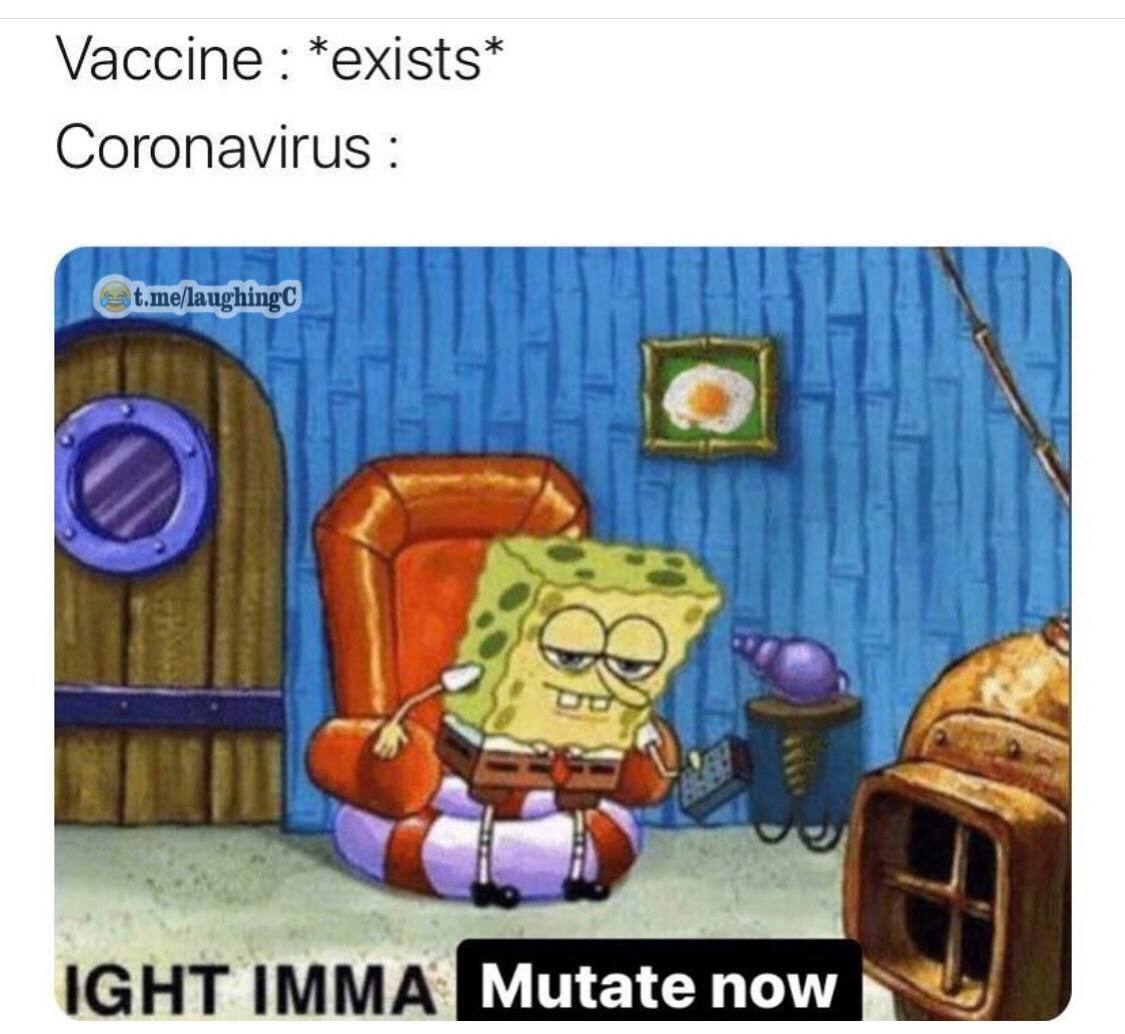 Vaccine : *exists*
Coronavirus :
t.me/laughingC
IGHT IMMA Mutate now